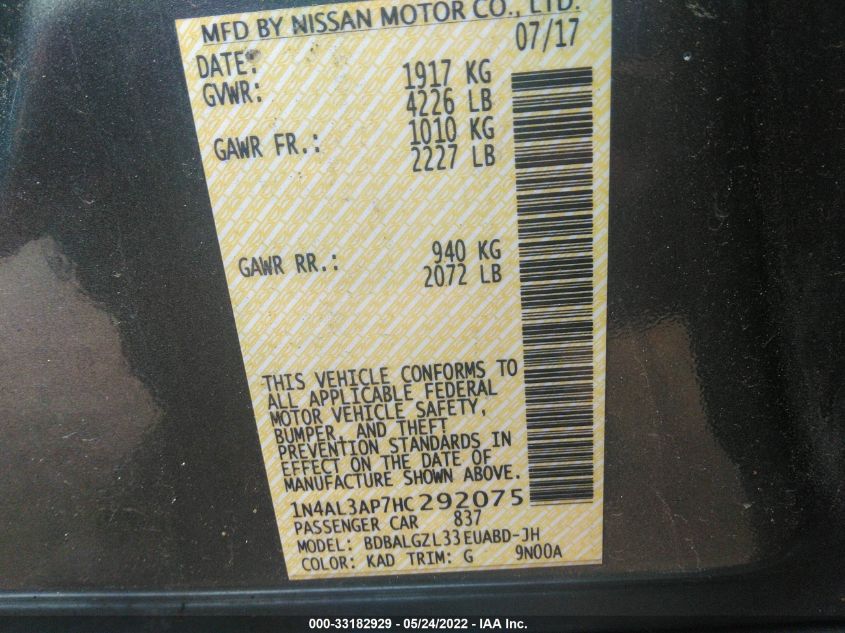 MFD BY NISSAN MOTOR CO., LTD.
DATE: 07/17
GVWR: 1917 KG
4226 LB
GAWR FR.: 1010 KG
2227 LB
GAWR RR.: 940 KG
2072 LB
THIS VEHICLE CONFORMS TO
ALL APPLICABLE FEDERAL
MOTOR VEHICLE SAFETY,
BUMPER, AND THEFT
PREVENTION STANDARDS IN
EFFECT ON THE DATE OF
MANUFACTURE SHOWN ABOVE.
1N4AL3AP7HC292075
PASSENGER CAR 837
MODEL: BDBALGZL33EUABD-JH
COLOR: KAD TRIM: G 9N00A
000-33182929 - 05/24/2022 - IAA Inc.